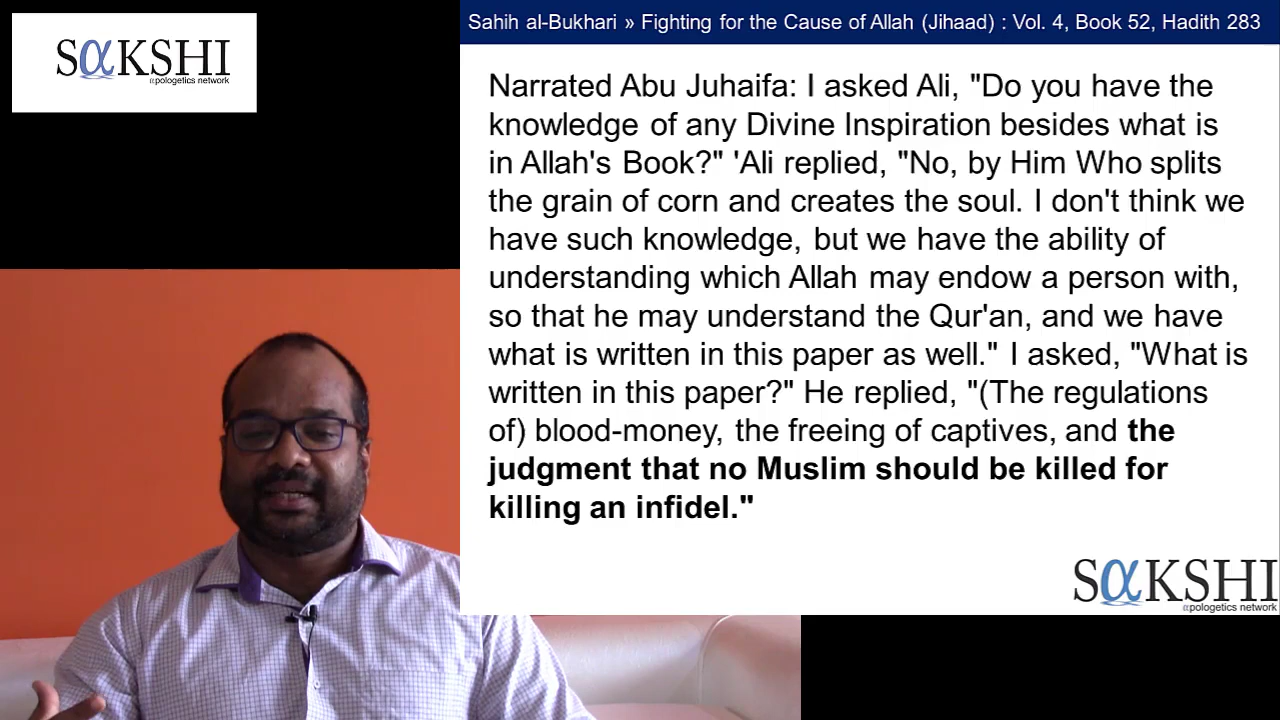 SαKSHI
αpologetics network
Sahih al-Bukhari » Fighting for the Cause of Allah (Jihaad) : Vol. 4, Book 52, Hadith 283
Narrated Abu Juhaifa: I asked Ali, "Do you have the
knowledge of any Divine Inspiration besides what is
in Allah's Book?" 'Ali replied, "No, by Him Who splits
the grain of corn and creates the soul. I don't think we
have such knowledge, but we have the ability of
understanding which Allah may endow a person with,
so that he may understand the Qur'an, and we have
what is written in this paper as well." I asked, "What is
written in this paper?" He replied, "(The regulations
of) blood-money, the freeing of captives, and the
judgment that no Muslim should be killed for
killing an infidel."
SαKSHI
αpologetics network